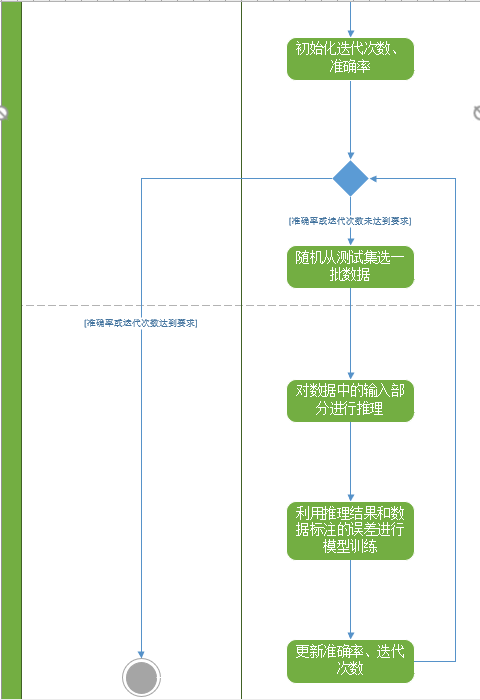 初始化迭代次数、
准确率
[准确率或迭代次数未达到要求]
随机从测试集选一
批数据
[准确率或迭代次数达到要求]
对数据中的输入部
分进行推理
利用推理结果和数
据标注的误差进行
模型训练
更新准确率、迭代
次数